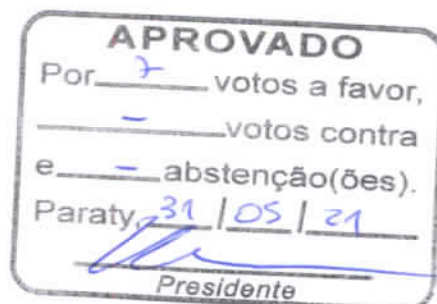 APROVADO
Por 7 votos a favor,
- votos contra
e - abstenção(ões).
Paraty, 31 / 05 / 21
Presidente